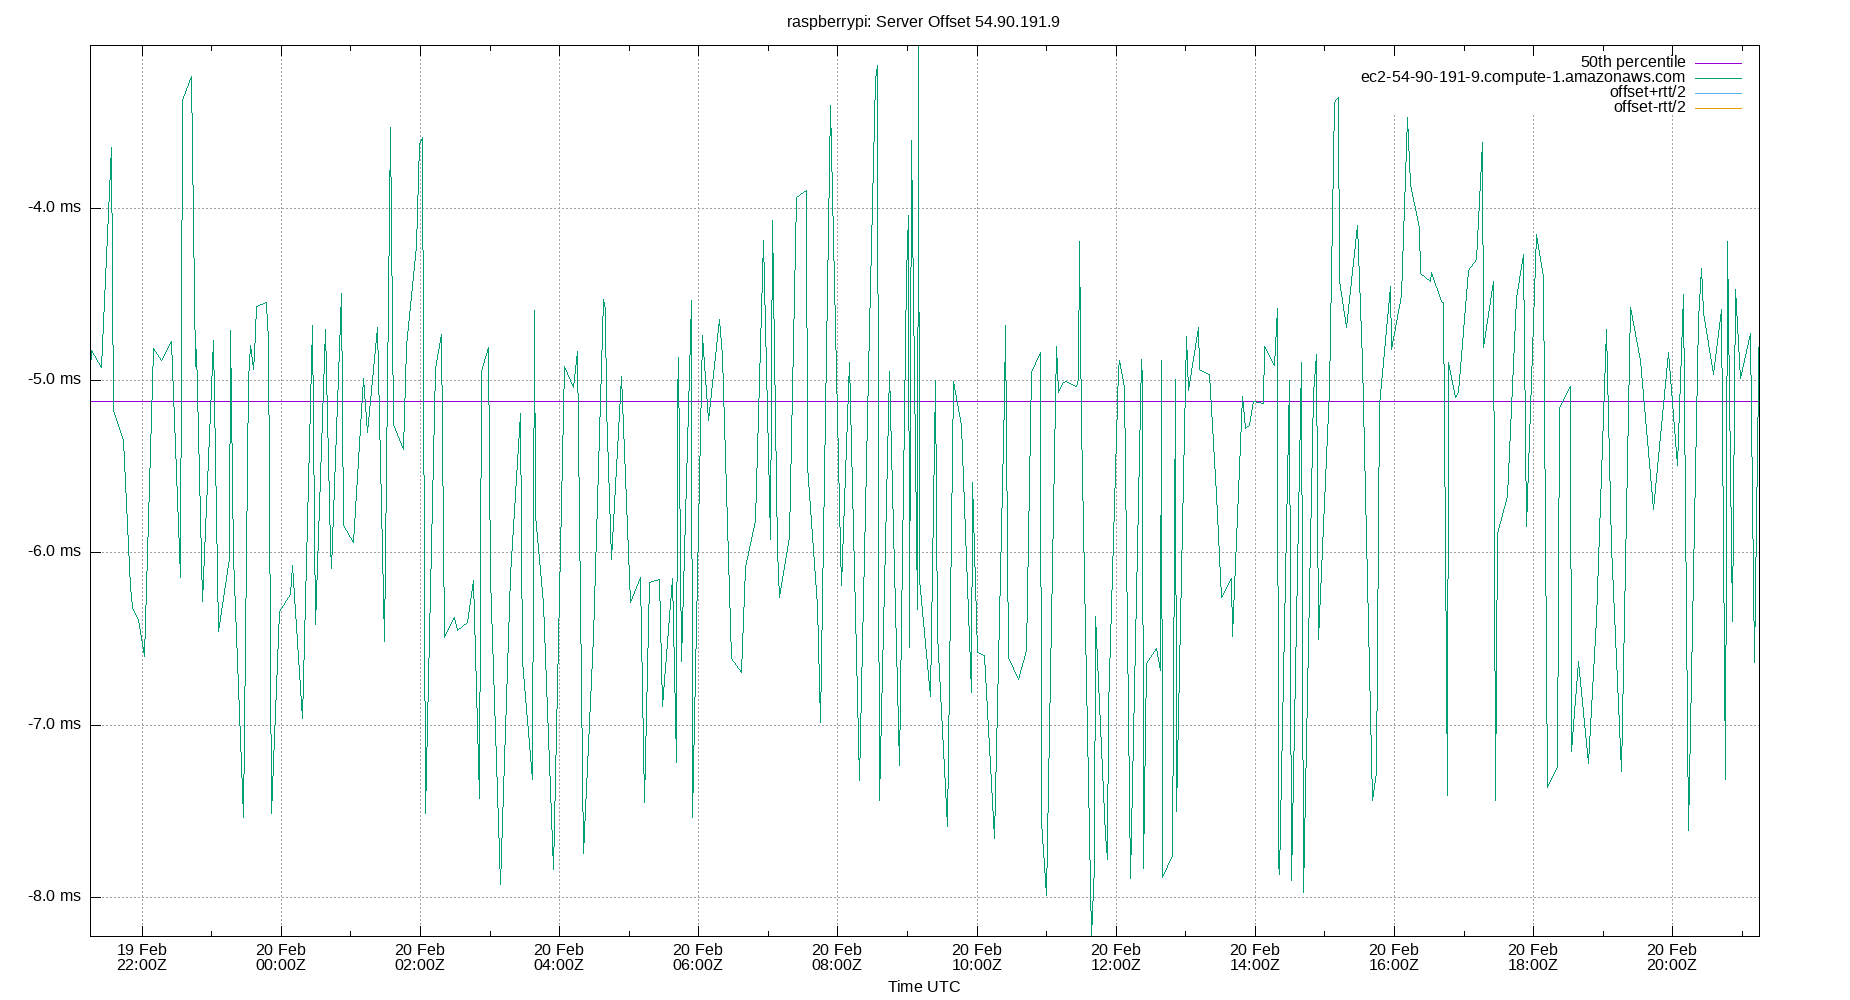 raspberrypi: Server Offset 54.90.191.9
50th percentile
ec2-54-90-191-9.compute-1.amazonaws.com
offset+rtt/2
offset-rtt/2
-4.0 ms
-5.0 ms
-6.0 ms
-7.0 ms
-8.0 ms
19 Feb 20 Feb 20 Feb 20 Feb 20 Feb 20 Feb 20 Feb 20 Feb 20 Feb 20 Feb 20 Feb 20 Feb
22:00Z 00:00Z 02:00Z 04:00Z 06:00Z 08:00Z 10:00Z 12:00Z 14:00Z 16:00Z 18:00Z 20:00Z
Time UTC